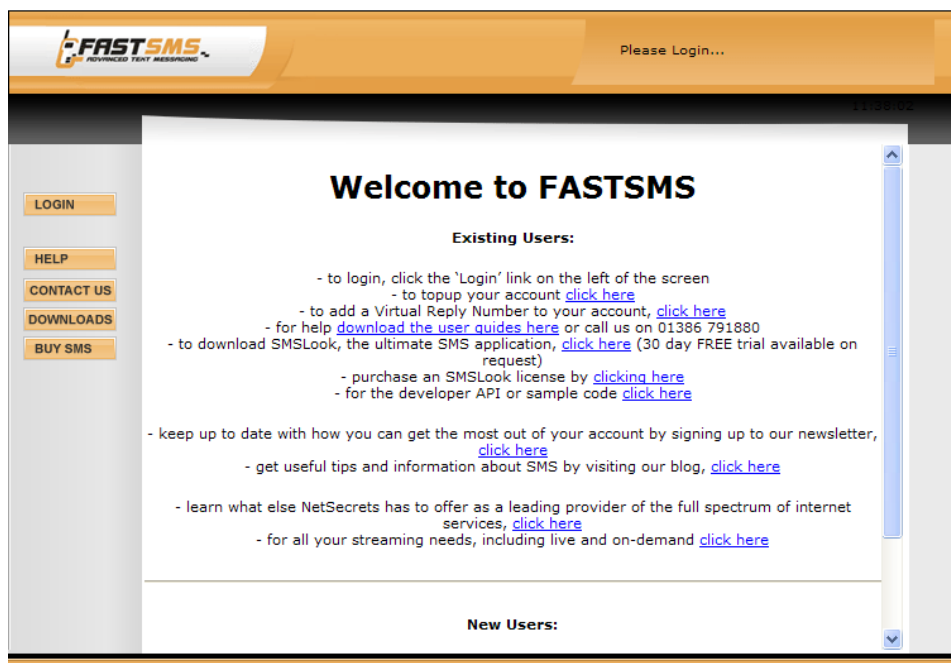 FASTSMS
ADVANCED TEXT MESSAGING
Please Login...
11:38:02
LOGIN
HELP
CONTACT US
DOWNLOADS
BUY SMS
Welcome to FASTSMS
Existing Users:
- to login, click the `Login' link on the left of the screen
- to topup your account click here
- to add a Virtual Reply Number to your account, click here
- for help download the user guides here or call us on 01386 791880
- to download SMSLook, the ultimate SMS application, click here (30 day FREE trial available on
request)
- purchase an SMSLook license by clicking here
- for the developer API or sample code click here
- keep up to date with how you can get the most out of your account by signing up to our newsletter,
click here
- get useful tips and information about SMS by visiting our blog, click here
- learn what else NetSecrets has to offer as a leading provider of the full spectrum of internet
services, click here
- for all your streaming needs, including live and on-demand click here
New Users: